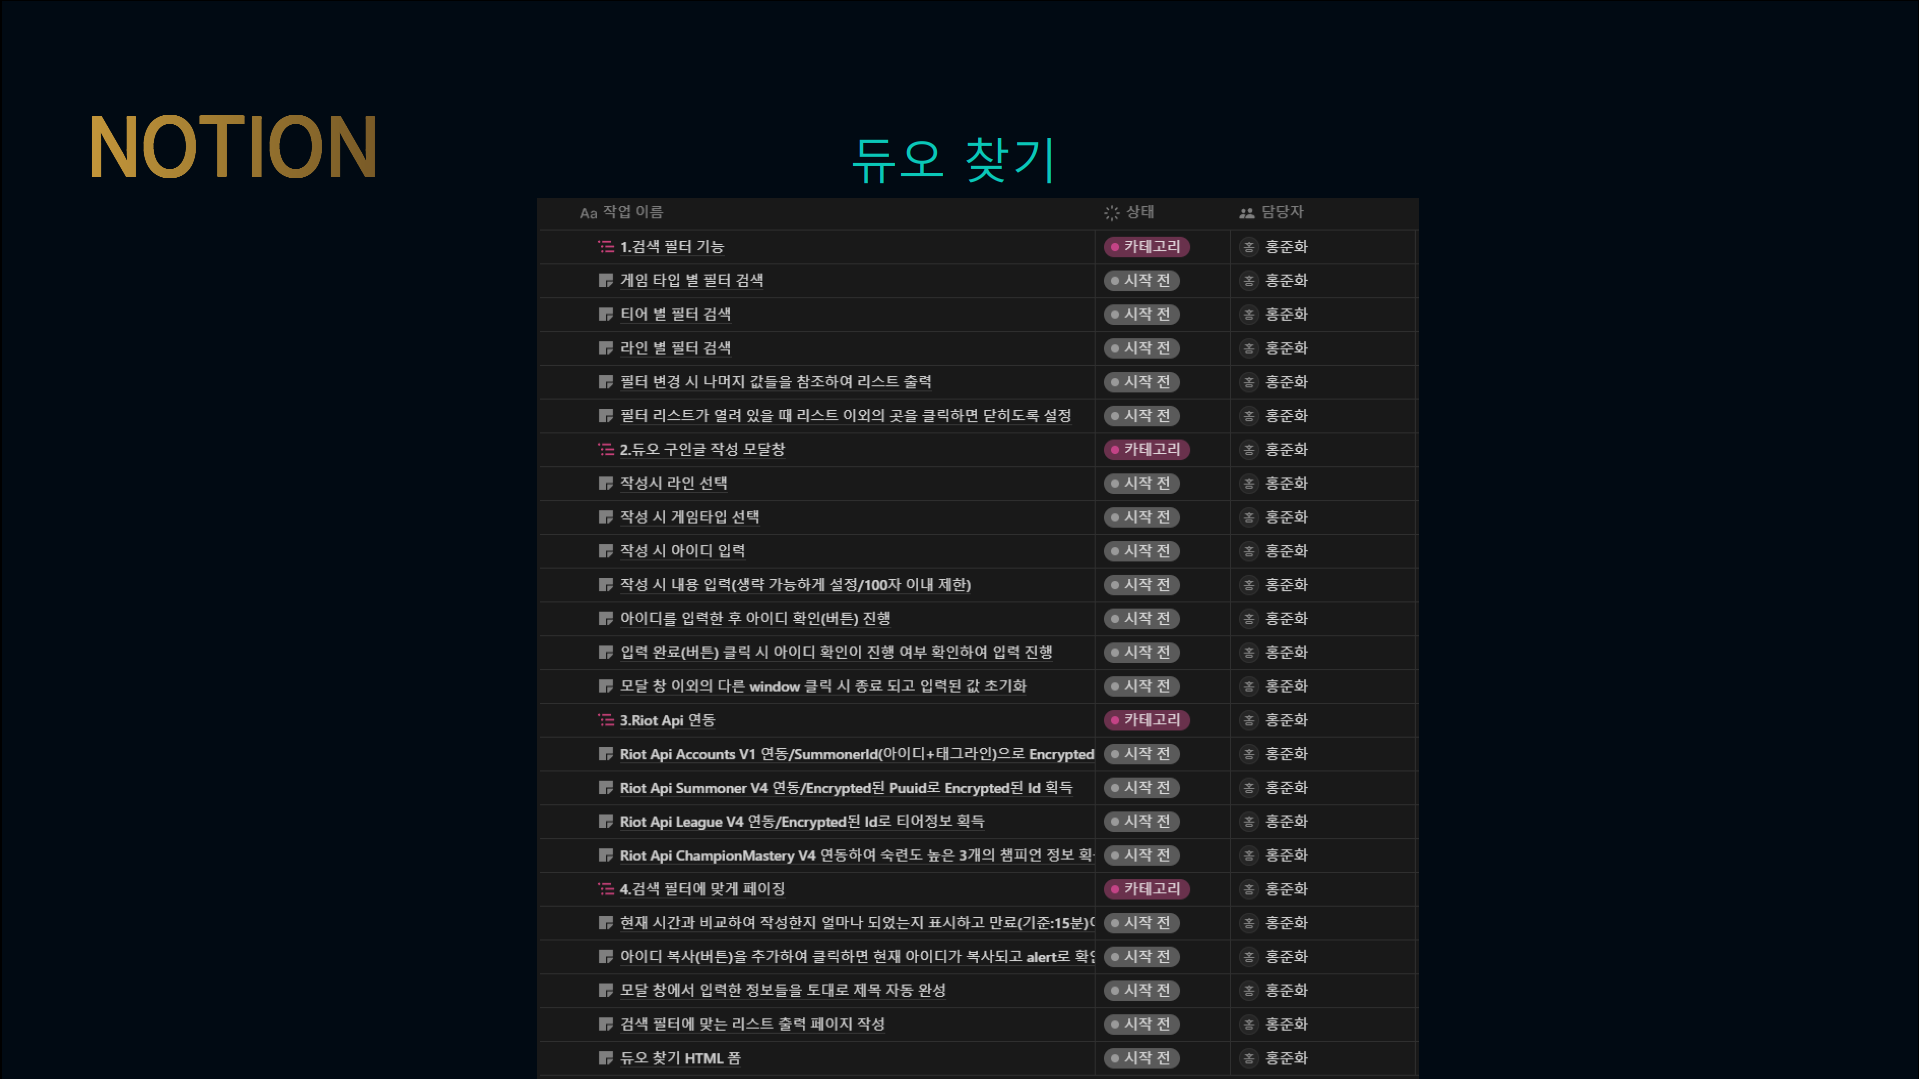 NOTION
듀오 찾기
Aa 작업 이름 상태 담당자
1.검색 필터 기능 카테고리 홍 홍준화
게임 타입 별 필터 검색 시작 전 홍 홍준화
티어 별 필터 검색 시작 전 홍 홍준화
라인 별 필터 검색 시작 전 홍 홍준화
필터 변경 시 나머지 값들을 참조하여 리스트 출력 시작 전 홍 홍준화
필터 리스트가 열려 있을 때 리스트 이외의 곳을 클릭하면 닫히도록 설정 시작 전 홍 홍준화
2.듀오 구인글 작성 모달창 카테고리 홍 홍준화
작성시 라인 선택 시작 전 홍 홍준화
작성 시 게임타입 선택 시작 전 홍 홍준화
작성 시 아이디 입력 시작 전 홍 홍준화
작성 시 내용 입력(생략 가능하게 설정/100자 이내 제한) 시작 전 홍 홍준화
아이디를 입력한 후 아이디 확인(버튼) 진행 시작 전 홍 홍준화
입력 완료(버튼) 클릭 시 아이디 확인이 진행 여부 확인하여 입력 진행 시작 전 홍 홍준화
모달 창 이외의 다른 window 클릭 시 종료 되고 입력된 값 초기화 시작 전 홍 홍준화
3.Riot Api 연동 카테고리 홍 홍준화
Riot Api Accounts V1 연동/SummonerId(아이디+태그라인)으로 Encrypted 시작 전 홍 홍준화
Riot Api Summoner V4 연동/Encrypted된 Puuid로 Encrypted된 Id 획득 시작 전 홍 홍준화
Riot Api League V4 연동/Encrypted된 Id로 티어정보 획득 시작 전 홍 홍준화
Riot Api ChampionMastery V4 연동하여 숙련도 높은 3개의 챔피언 정보 시작 전 홍 홍준화
4.검색 필터에 맞게 페이징 카테고리 홍 홍준화
현재 시간과 비교하여 작성한지 얼마나 되었는지 표시하고 만료(기준:15분) 시작 전 홍 홍준화
아이디 복사(버튼)을 추가하여 클릭하면 현재 아이디가 복사되고 alert로 시작 전 홍 홍준화
모달 창에서 입력한 정보들을 토대로 제목 자동 완성 시작 전 홍 홍준화
검색 필터에 맞는 리스트 출력 페이지 작성 시작 전 홍 홍준화
듀오 찾기 HTML 폼 시작 전 홍 홍준화